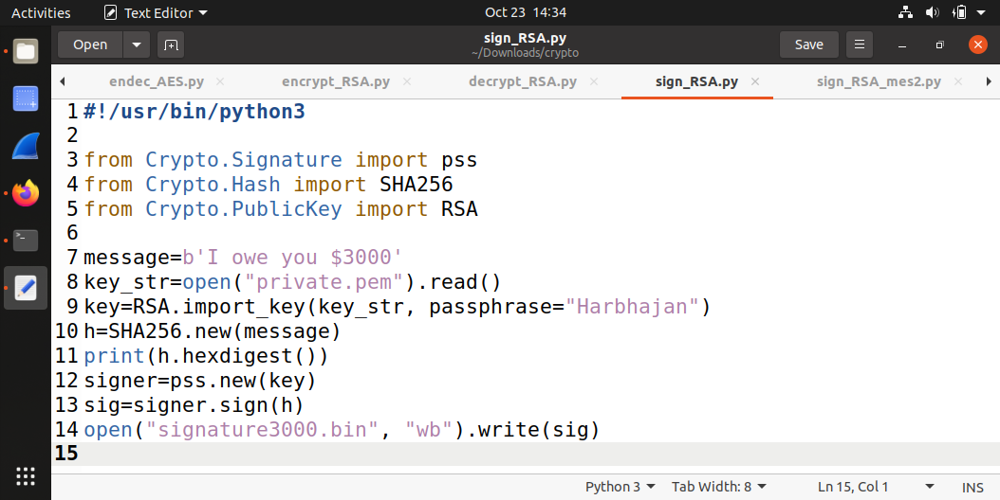 Activities Text Editor Oct 23 14:34
Open sign_RSA.py Save
~/Downloads/crypto
endec_AES.py encrypt_RSA.py decrypt_RSA.py sign_RSA.py sign_RSA_mes2.py
1 #!/usr/bin/python3
2
3 from Crypto.Signature import pss
4 from Crypto.Hash import SHA256
5 from Crypto.PublicKey import RSA
6
7 message=b'I owe you $3000'
8 key_str=open("private.pem").read()
9 key=RSA.import_key(key_str, passphrase="Harbhajan")
10 h=SHA256.new(message)
11 print(h.hexdigest())
12 signer=pss.new(key)
13 sig=signer.sign(h)
14 open("signature3000.bin", "wb").write(sig)
15
Python 3 Tab Width: 8 Ln 15, Col 1 INS